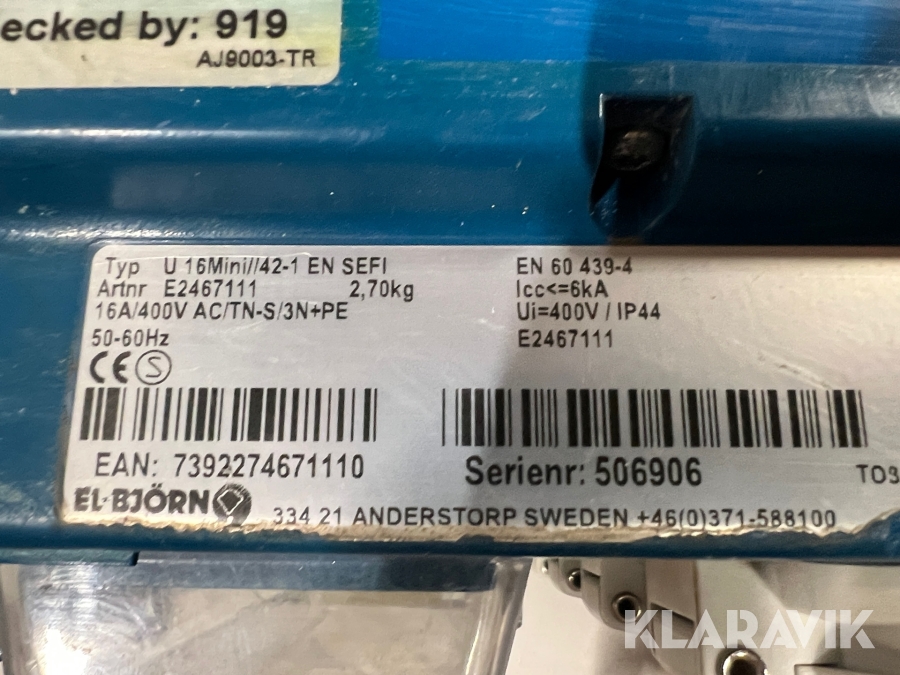 ecked by: 919
AJ9003-TR
Typ U 16Mini//42-1 EN SEFI
Artnr E2467111 2,70kg
16A/400V AC/TN-S/3N+PE
50-60Hz
EN 60 439-4
Icc<=6kA
Ui=400V / IP44
E2467111
CE S
EAN: 7392274671110
Serienr: 506906
TO3
EL-BJÖRN
334 21 ANDERSTORP SWEDEN +46(0)371-588100
KLARAVIK